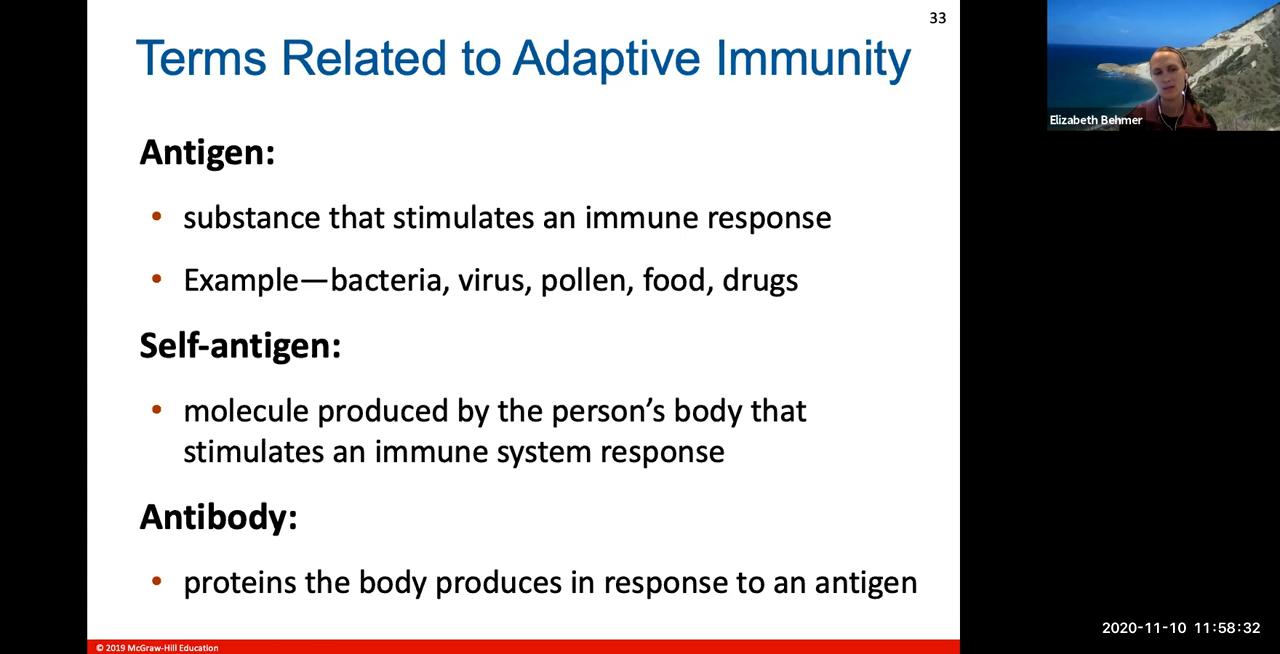 33
Terms Related to Adaptive Immunity
Antigen:
• substance that stimulates an immune response
• Example—bacteria, virus, pollen, food, drugs
Self-antigen:
• molecule produced by the person’s body that
stimulates an immune system response
Antibody:
• proteins the body produces in response to an antigen
© 2019 McGraw-Hill Education
Elizabeth Behmer
2020-11-10 11:58:32